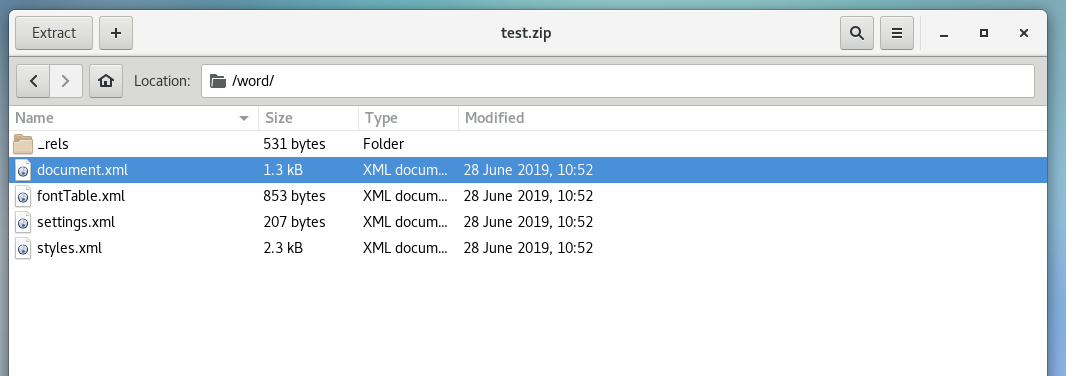 Extract + test.zip
Location: /word/
Name Size Type Modified
_rels 531 bytes Folder
document.xml 1.3 kB XML docum... 28 June 2019, 10:52
fontTable.xml 853 bytes XML docum... 28 June 2019, 10:52
settings.xml 207 bytes XML docum... 28 June 2019, 10:52
styles.xml 2.3 kB XML docum... 28 June 2019, 10:52